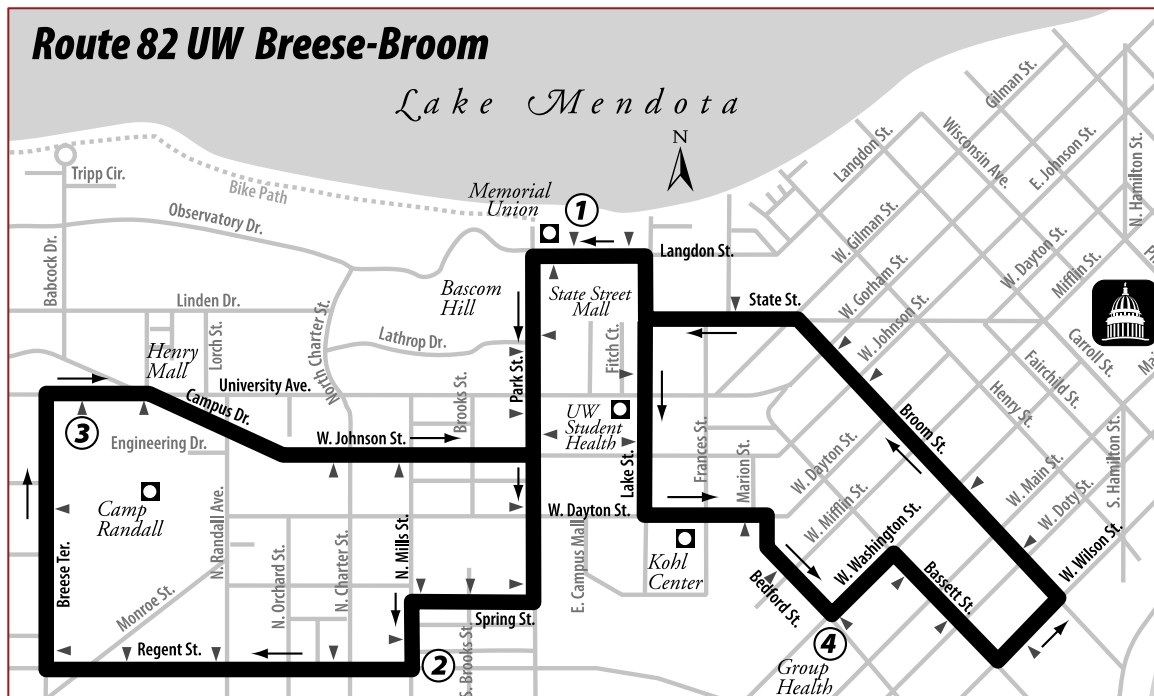 Route 82 UW Breese-Broom
Lake Mendota
N
Gilman St.
Wisconsin Ave.
Langdon St.
E. Johnson St.
N. Hamilton St.
Tripp Cir.
Bike Path
Memorial
Union
1
Observatory Dr.
Babcock Dr.
Langdon St.
W. Gilman St.
W. Dayton St.
Mifflin St.
Pi
W. Gorham St.
Linden Dr.
Bascom
Hill
State Street
Mall
State St.
W. Johnson St.
Carroll St.
Mai
Lorch St.
North Charter St.
Lathrop Dr.
Henry
Mall
Park St.
Fitch Ct.
Fairchild St.
Henry St.
University Ave.
Campus Dr.
Brooks St.
3
UW
Student
Health
Broom St.
Engineering Dr.
W. Johnson St.
Lake St.
Frances St.
Marion St.
W. Dayton St.
S. Hamilton St.
W. Main St.
Camp
Randall
N. Randall Ave.
W. Dayton St.
W. Mifflin St.
W. Doty St.
N. Mills St.
W. Washington St.
W. Wilson St.
Breese Ter.
N. Orchard St.
N. Charter St.
E. Campus Mall
Kohl
Center
Bedford St.
Bassett St.
Monroe St.
Spring St.
Regent St.
2
S. Brooks St.
4
Group
Health